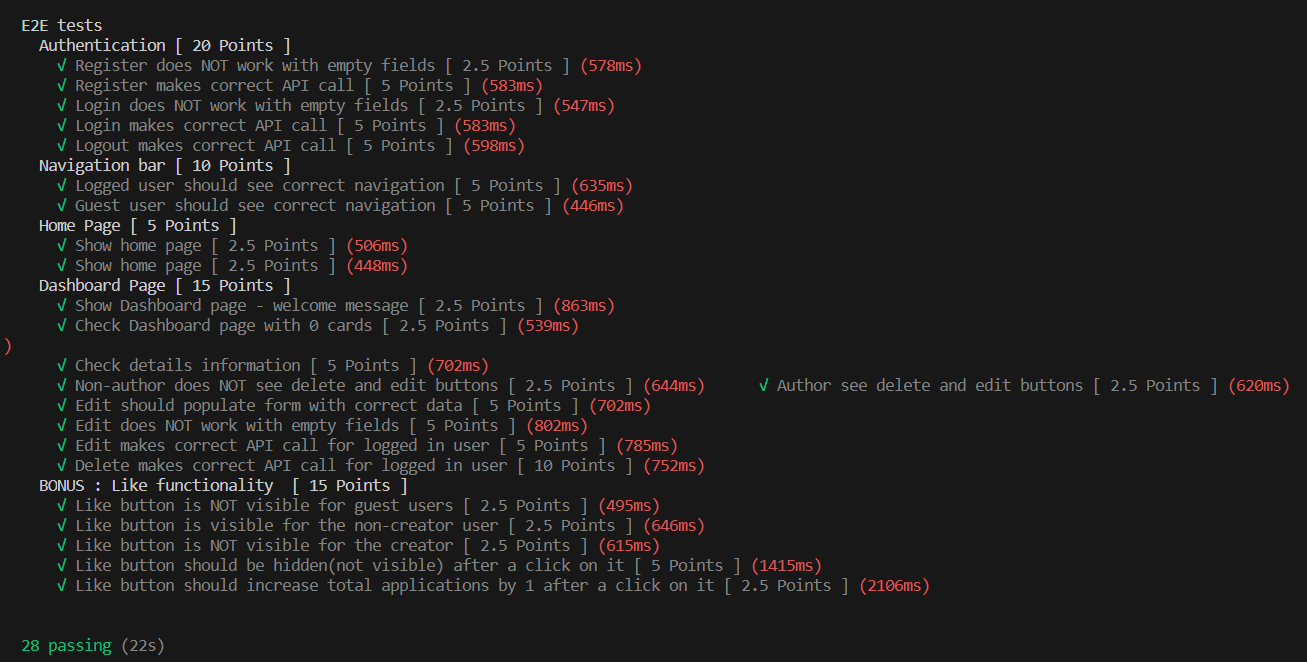 E2E tests
Authentication [ 20 Points ]
√ Register does NOT work with empty fields [ 2.5 Points ] (578ms)
√ Register makes correct API call [ 5 Points ] (583ms)
√ Login does NOT work with empty fields [ 2.5 Points ] (547ms)
√ Login makes correct API call [ 5 Points ] (583ms)
√ Logout makes correct API call [ 5 Points ] (598ms)
Navigation bar [ 10 Points ]
√ Logged user should see correct navigation [ 5 Points ] (635ms)
√ Guest user should see correct navigation [ 5 Points ] (446ms)
Home Page [ 5 Points ]
√ Show home page [ 2.5 Points ] (506ms)
√ Show home page [ 2.5 Points ] (448ms)
Dashboard Page [ 15 Points ]
√ Show Dashboard page - welcome message [ 2.5 Points ] (863ms)
√ Check Dashboard page with 0 cards [ 2.5 Points ] (539ms)
)
√ Check details information [ 5 Points ] (702ms)
√ Non-author does NOT see delete and edit buttons [ 2.5 Points ] (644ms) √ Author see delete and edit buttons [ 2.5 Points ] (620ms)
√ Edit should populate form with correct data [ 5 Points ] (702ms)
√ Edit does NOT work with empty fields [ 5 Points ] (802ms)
√ Edit makes correct API call for logged in user [ 5 Points ] (785ms)
√ Delete makes correct API call for logged in user [ 10 Points ] (752ms)
BONUS : Like functionality  [ 15 Points ]
√ Like button is NOT visible for guest users [ 2.5 Points ] (495ms)
√ Like button is visible for the non-creator user [ 2.5 Points ] (646ms)
√ Like button is NOT visible for the creator [ 2.5 Points ] (615ms)
√ Like button should be hidden(not visible) after a click on it [ 5 Points ] (1415ms)
√ Like button should increase total applications by 1 after a click on it [ 2.5 Points ] (2106ms)
28 passing (22s)